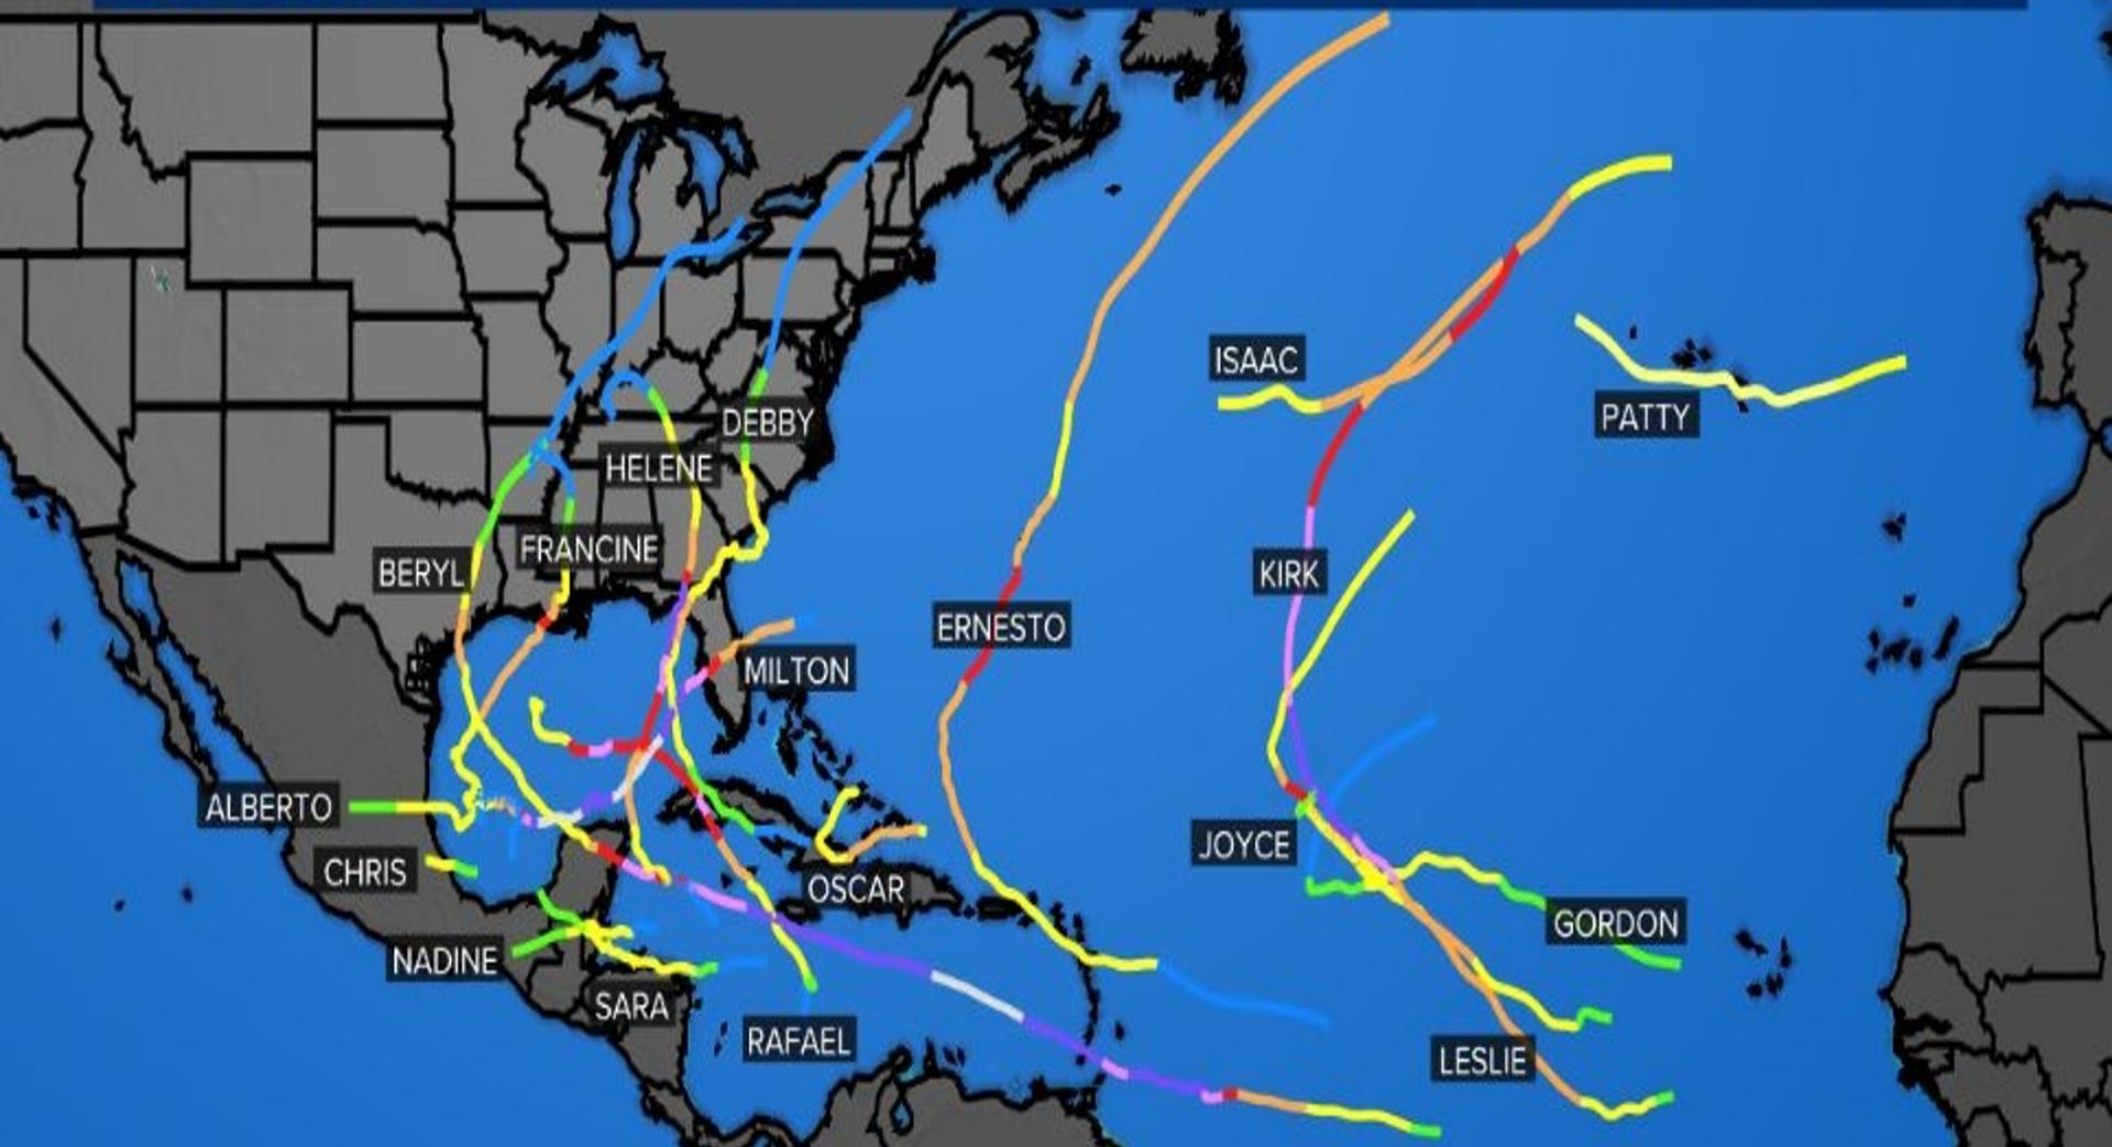 ISAAC
PATTY
DEBBY
HELENE
FRANCINE
BERYL
KIRK
ERNESTO
MILTON
ALBERTO
JOYCE
CHRIS
OSCAR
GORDON
NADINE
SARA
RAFAEL
LESLIE